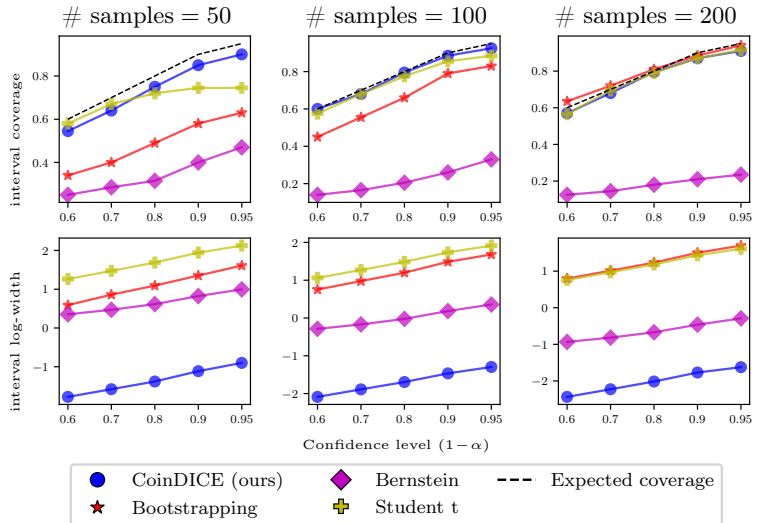 # samples = 50
# samples = 100
# samples = 200
interval coverage
0.8
0.6
0.4
0.6 0.7 0.8 0.9 0.95
0.8
0.6
0.4
0.2
0.6 0.7 0.8 0.9 0.95
0.8
0.6
0.4
0.2
0.6 0.7 0.8 0.9 0.95
interval log-width
2
1
0
−1
0.6 0.7 0.8 0.9 0.95
2
1
0
−1
−2
0.6 0.7 0.8 0.9 0.95
1
0
−1
−2
0.6 0.7 0.8 0.9 0.95
Confidence level (1−α)
CoinDICE (ours)
Bootstrapping
Bernstein
Student t
Expected coverage